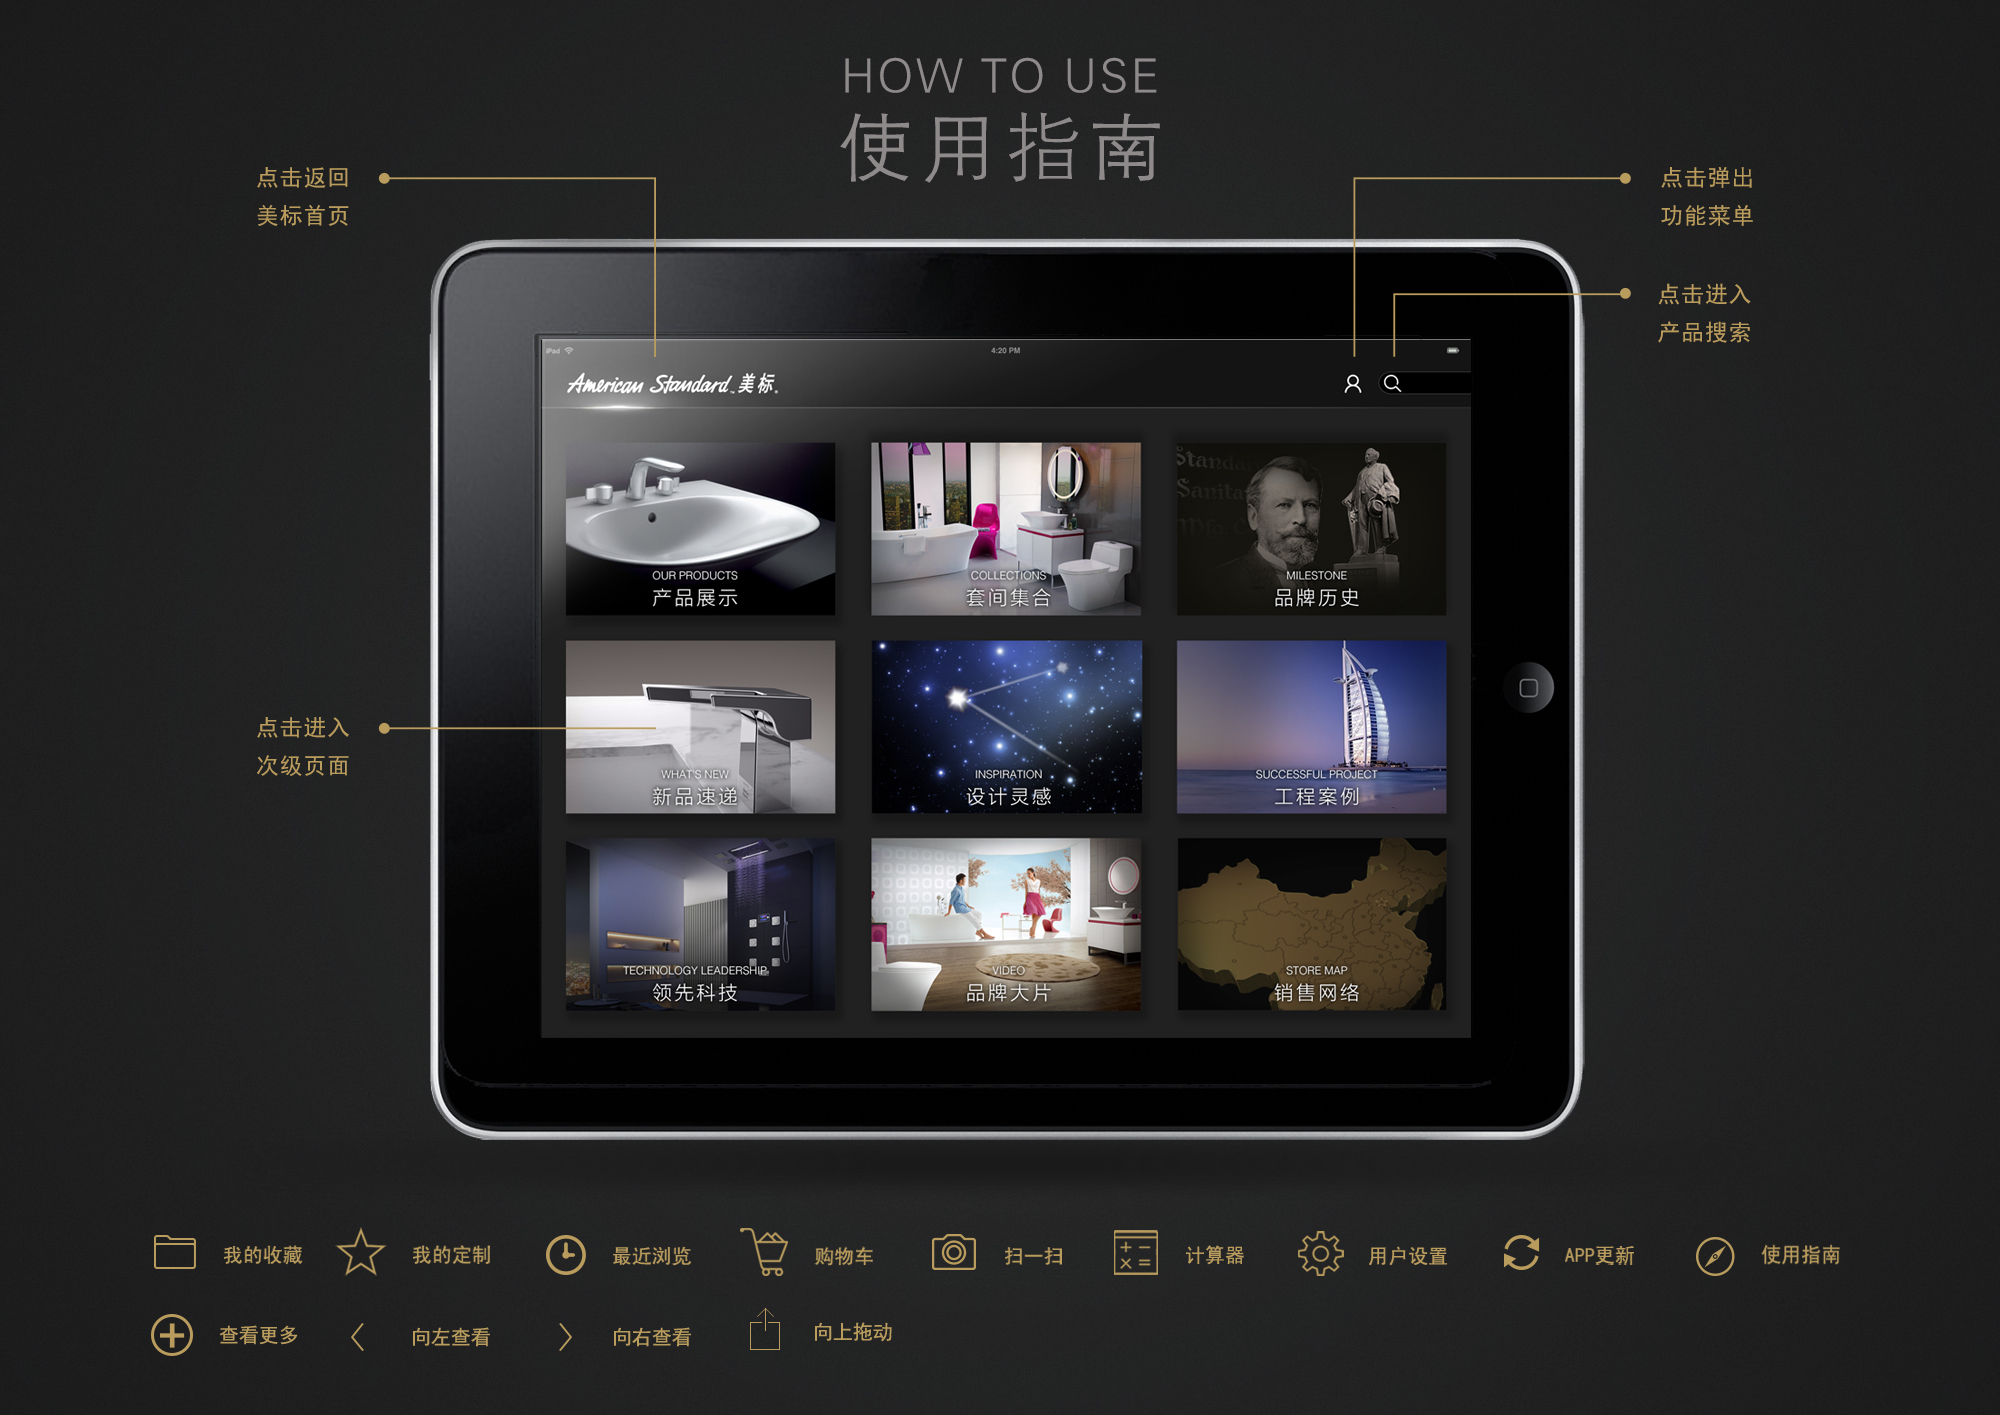 HOW TO USE
使用指南
点击返回
美标首页
点击弹出
功能菜单
点击进入
产品搜索
点击进入
次级页面
iPad
4:20 PM
American Standard™ 美标®
Standar
Sanita
Mfg C
OUR PRODUCTS
产品展示
COLLECTIONS
套间集合
MILESTONE
品牌历史
WHAT'S NEW
新品速递
INSPIRATION
设计灵感
SUCCESSFUL PROJECT
工程案例
TECHNOLOGY LEADERSHIP
领先科技
VIDEO
品牌大片
STORE MAP
销售网络
我的收藏
我的定制
最近浏览
购物车
扫一扫
计算器
用户设置
APP更新
使用指南
查看更多
向左查看
向右查看
向上拖动